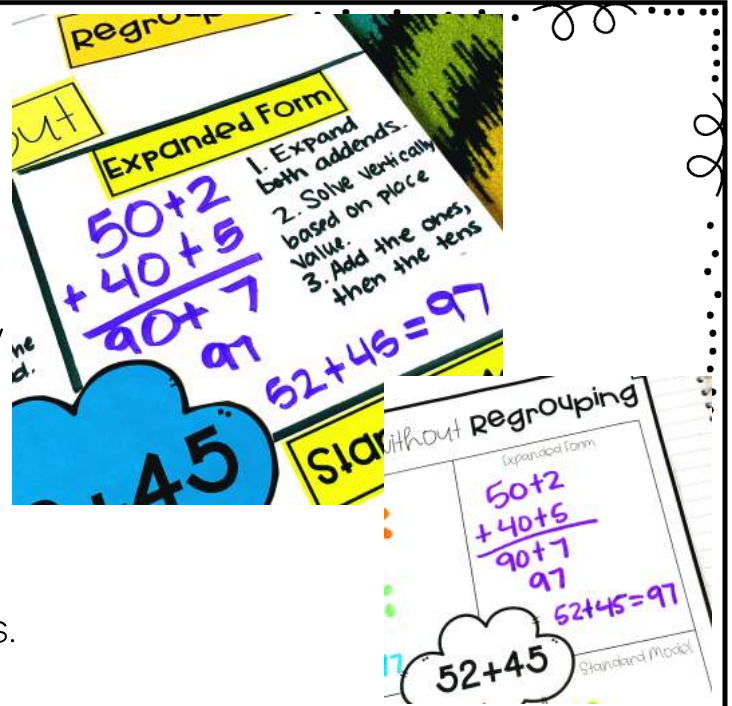 Regro
out
Expanded Form
50+2
+ 40+5
90+ 7
97
1. Expand
both addends.
2. Solve vertically
based on place
value.
3. Add the ones,
then the tens
52+45=97
+45
Sta
without Regrouping
Expanded Form
50+2
+ 40+5
90+7
97
52+45=97
52+45
Standard Model